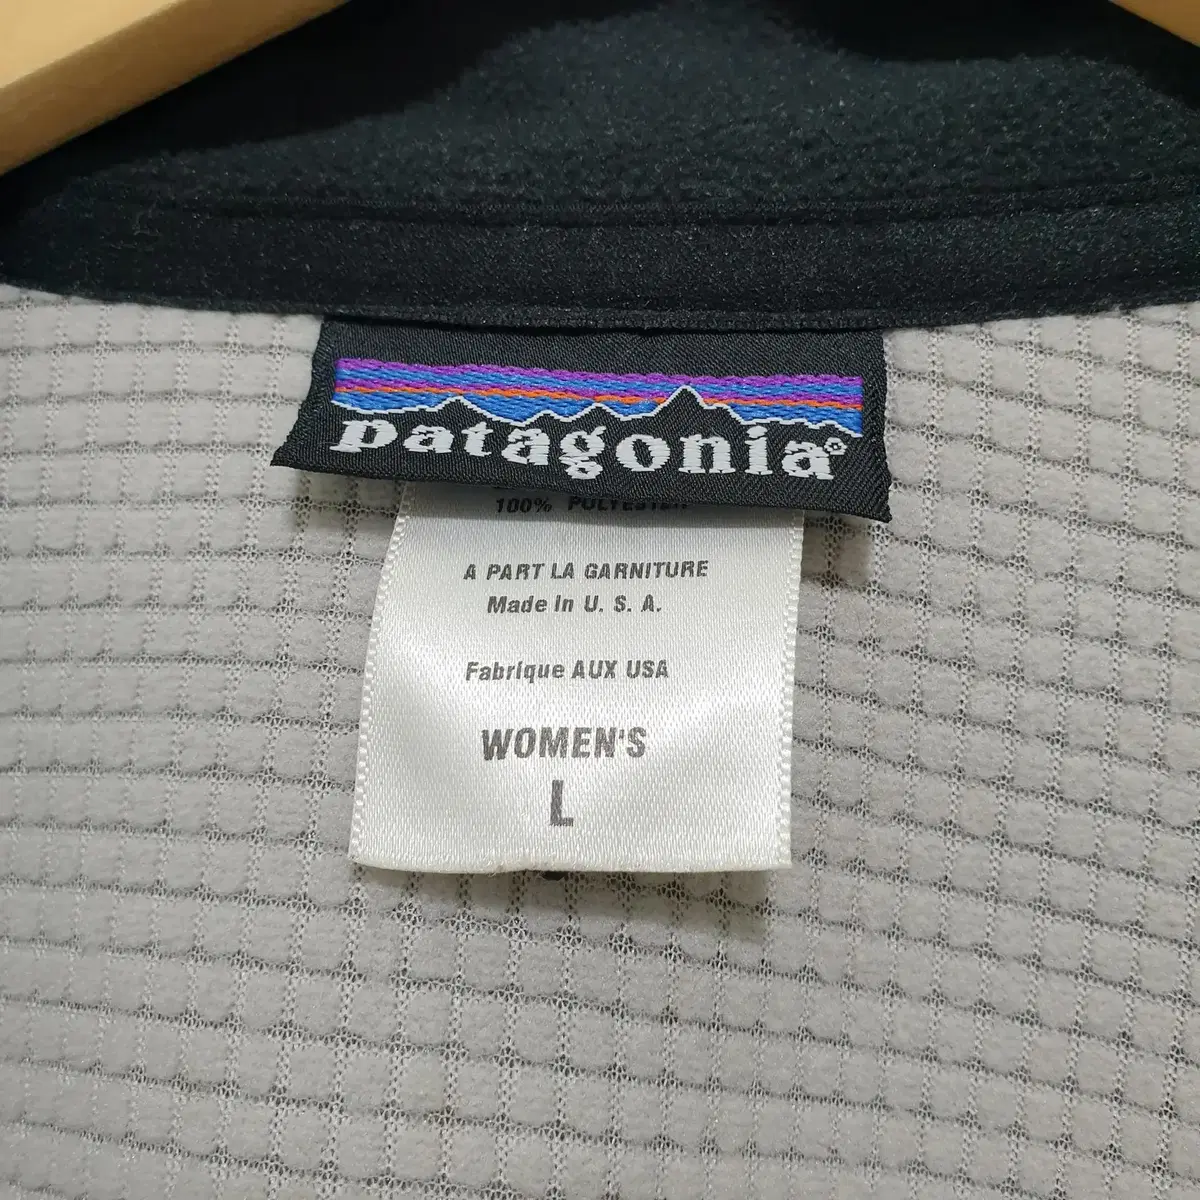 patagonia®
100% POLYESTER
A PART LA GARNITURE
Made in U. S. A.
Fabrique AUX USA
WOMEN'S
L